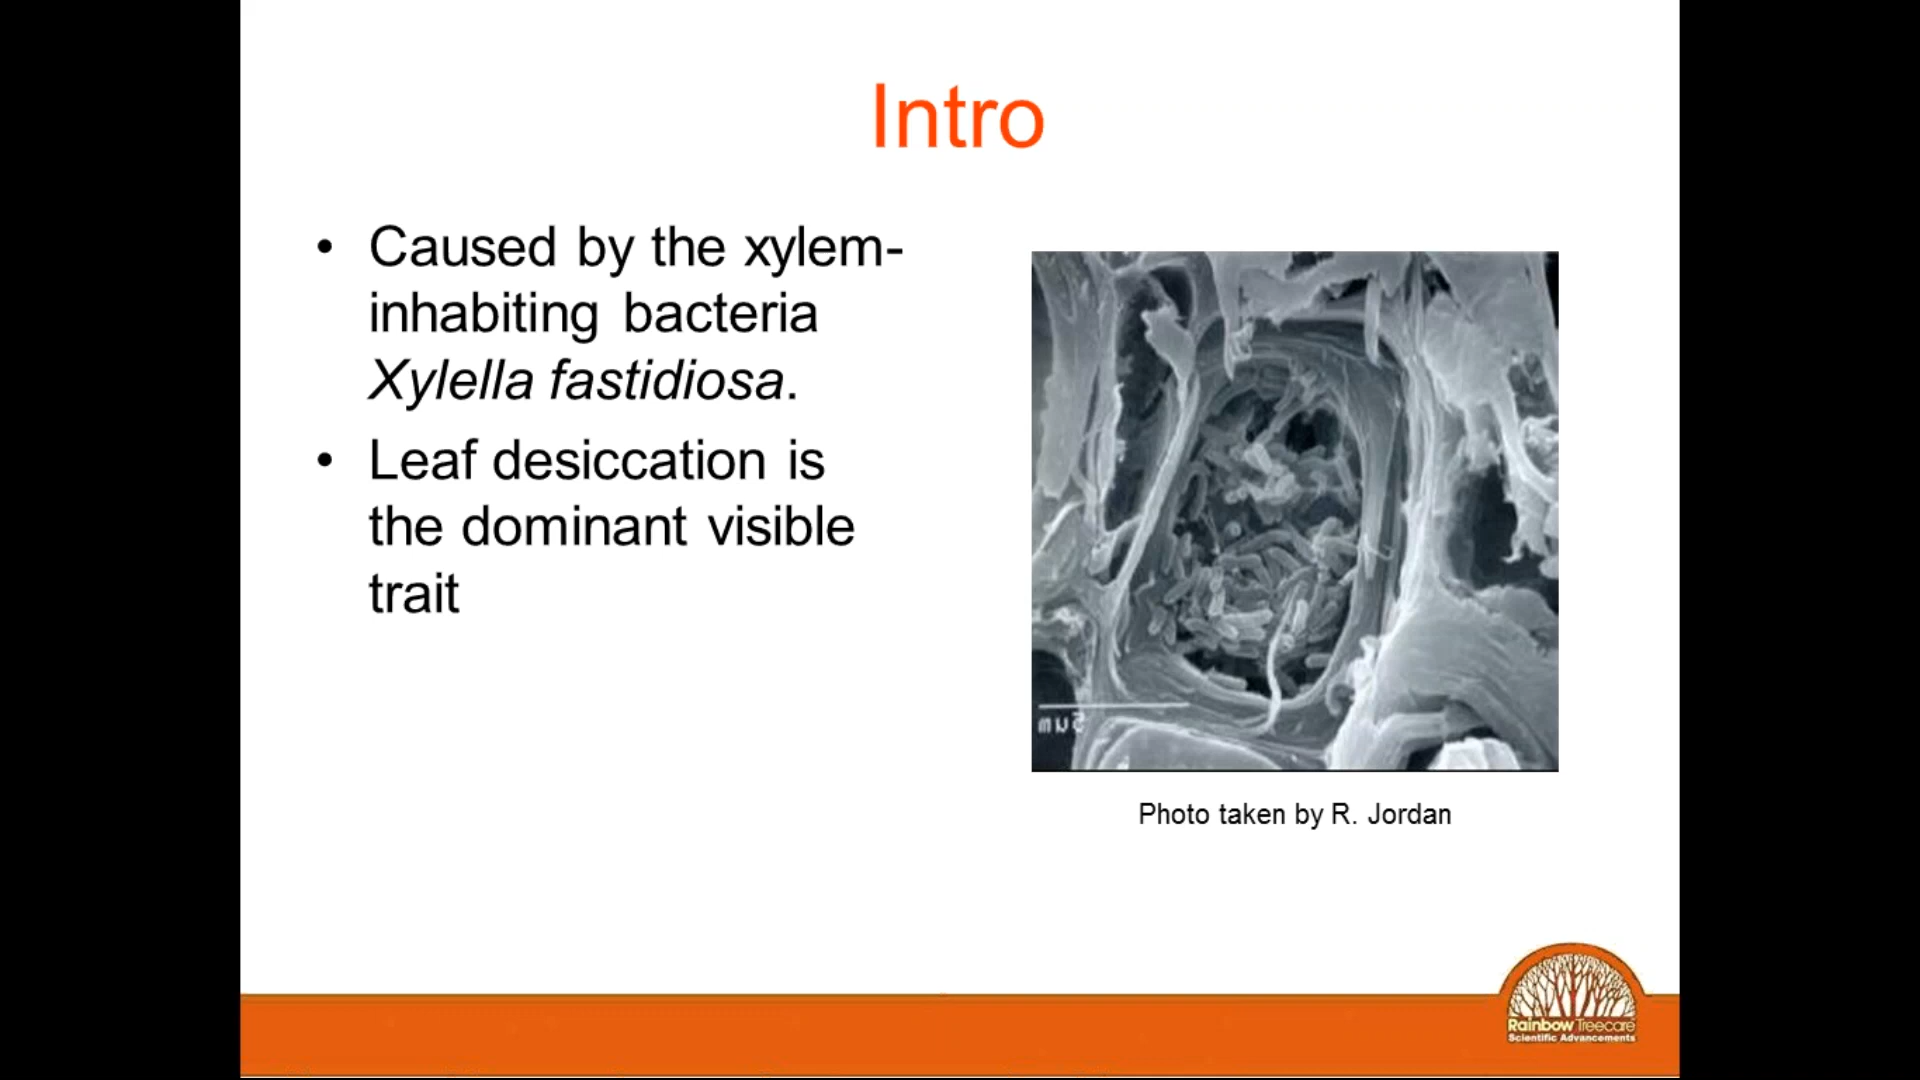 Intro
• Caused by the xylem-
inhabiting bacteria
Xylella fastidiosa.
• Leaf desiccation is
the dominant visible
trait
5um
Photo taken by R. Jordan
Rainbow Treecare
Scientific Advancements